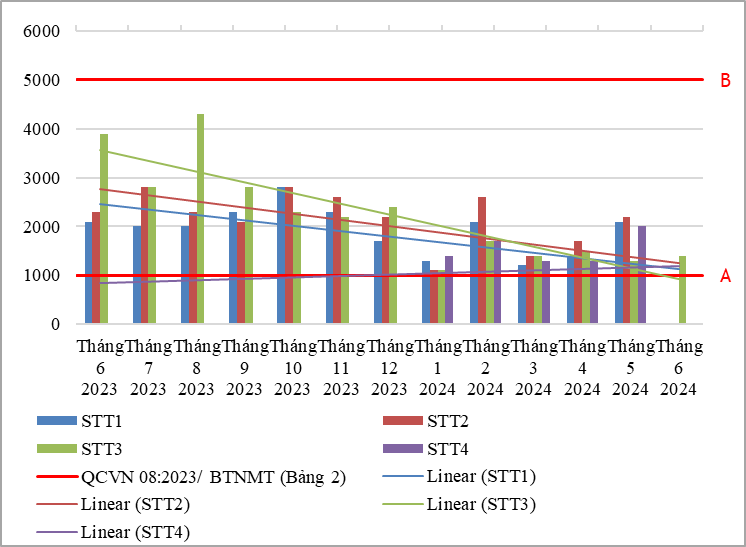 6000
5000
B
4000
3000
2000
1000
A
0
Tháng Tháng Tháng Tháng Tháng Tháng Tháng Tháng Tháng Tháng Tháng Tháng Tháng
6 7 8 9 10 11 12 1 2 3 4 5 6
2023 2023 2023 2023 2023 2023 2023 2024 2024 2024 2024 2024 2024
STT1 STT2
STT3 STT4
QCVN 08:2023/ BTNMT (Bảng 2) Linear (STT1)
Linear (STT2) Linear (STT3)
Linear (STT4)